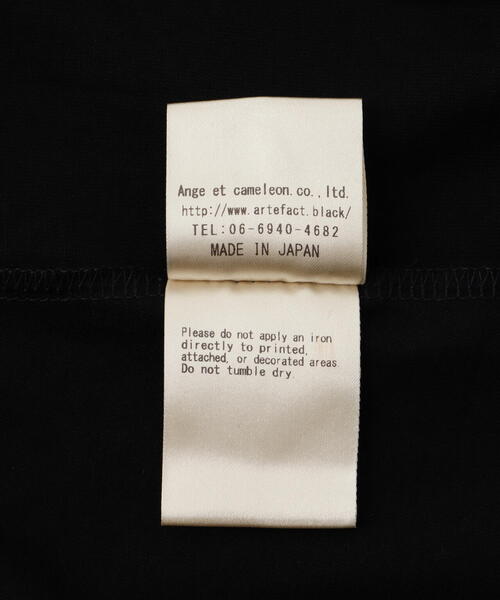 Ange et cameleon.co.,ltd.
http://www.artefact.black/
TEL:06-6940-4682
MADE IN JAPAN
Please do not apply an iron
directly to printed,
attached, or decorated areas.
Do not tumble dry.